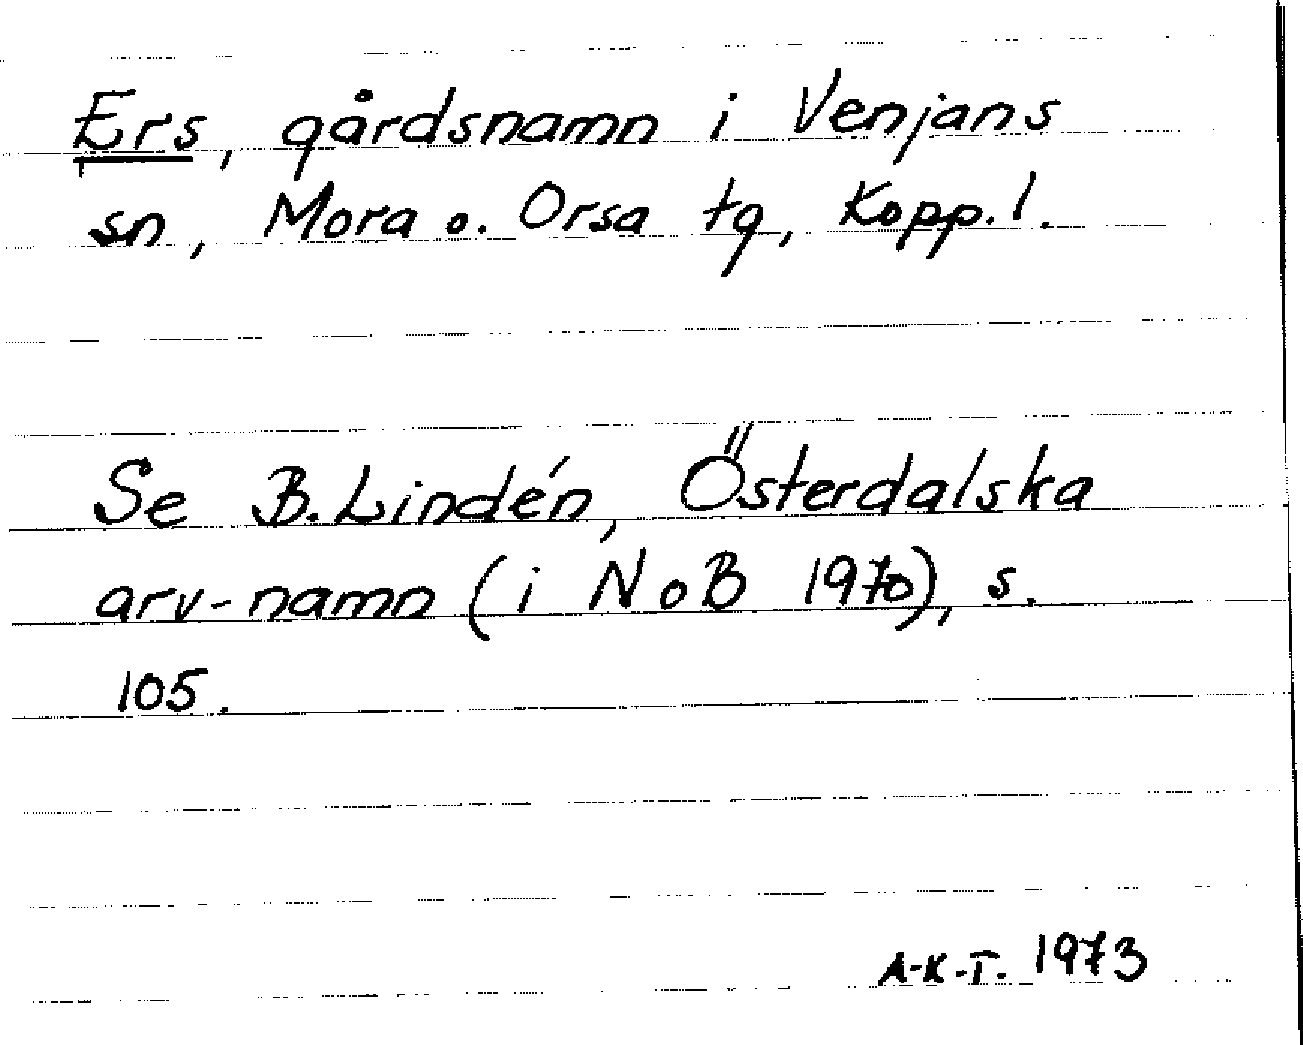 Ers, gårdsnamn i Venjans
sn, Mora o. Orsa tg, Kopp. l.
Se B. Lindén, Österdalska
arv-namn (i NoB 1970), s.
105.
A-K-T. 1973